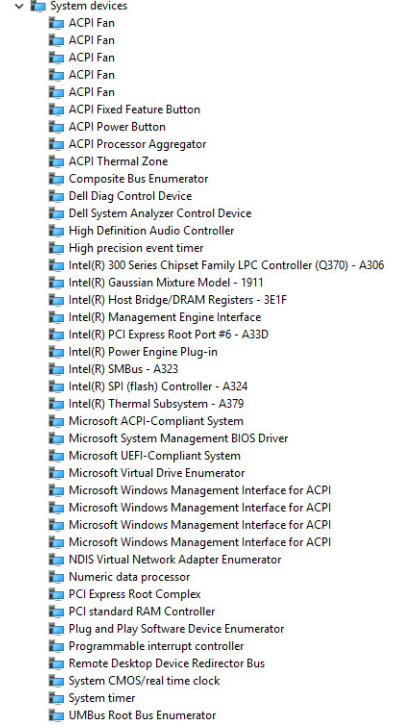 System devices
ACPI Fan
ACPI Fan
ACPI Fan
ACPI Fan
ACPI Fan
ACPI Fixed Feature Button
ACPI Power Button
ACPI Processor Aggregator
ACPI Thermal Zone
Composite Bus Enumerator
Dell Diag Control Device
Dell System Analyzer Control Device
High Definition Audio Controller
High precision event timer
Intel(R) 300 Series Chipset Family LPC Controller (Q370) - A306
Intel(R) Gaussian Mixture Model - 1911
Intel(R) Host Bridge/DRAM Registers - 3E1F
Intel(R) Management Engine Interface
Intel(R) PCI Express Root Port #6 - A33D
Intel(R) Power Engine Plug-in
Intel(R) SMBus - A323
Intel(R) SPI (flash) Controller - A324
Intel(R) Thermal Subsystem - A379
Microsoft ACPI-Compliant System
Microsoft System Management BIOS Driver
Microsoft UEFI-Compliant System
Microsoft Virtual Drive Enumerator
Microsoft Windows Management Interface for ACPI
Microsoft Windows Management Interface for ACPI
Microsoft Windows Management Interface for ACPI
Microsoft Windows Management Interface for ACPI
NDIS Virtual Network Adapter Enumerator
Numeric data processor
PCI Express Root Complex
PCI standard RAM Controller
Plug and Play Software Device Enumerator
Programmable interrupt controller
Remote Desktop Device Redirector Bus
System CMOS/real time clock
System timer
UMBus Root Bus Enumerator